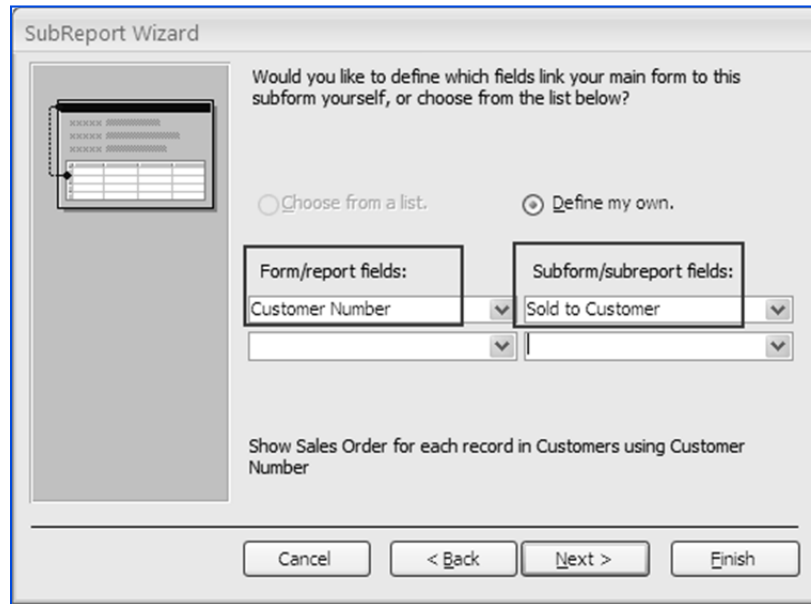 SubReport Wizard
Would you like to define which fields link your main form to this
subform yourself, or choose from the list below?
Choose from a list.
Define my own.
Form/report fields:
Subform/subreport fields:
Customer Number
Sold to Customer
Show Sales Order for each record in Customers using Customer
Number
Cancel
< Back
Next >
Finish